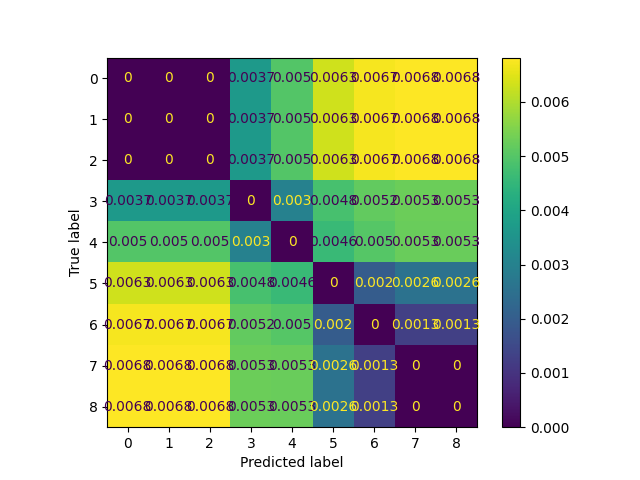 0 0 0 0 0.0037 0.005 0.0063 0.0067 0.0068 0.0068
1 0 0 0 0.0037 0.005 0.0063 0.0067 0.0068 0.0068
2 0 0 0 0.0037 0.005 0.0063 0.0067 0.0068 0.0068
3 0.0037 0.0037 0.0037 0 0.003 0.0048 0.0052 0.0053 0.0053
4 0.005 0.005 0.005 0.003 0 0.0046 0.005 0.0053 0.0053
5 0.0063 0.0063 0.0063 0.0048 0.0046 0 0.002 0.0026 0.0026
6 0.0067 0.0067 0.0067 0.0052 0.005 0.002 0 0.0013 0.0013
7 0.0068 0.0068 0.0068 0.0053 0.0053 0.0026 0.0013 0 0
8 0.0068 0.0068 0.0068 0.0053 0.0053 0.0026 0.0013 0 0
0 1 2 3 4 5 6 7 8
True label
Predicted label
0.006
0.005
0.004
0.003
0.002
0.001
0.000